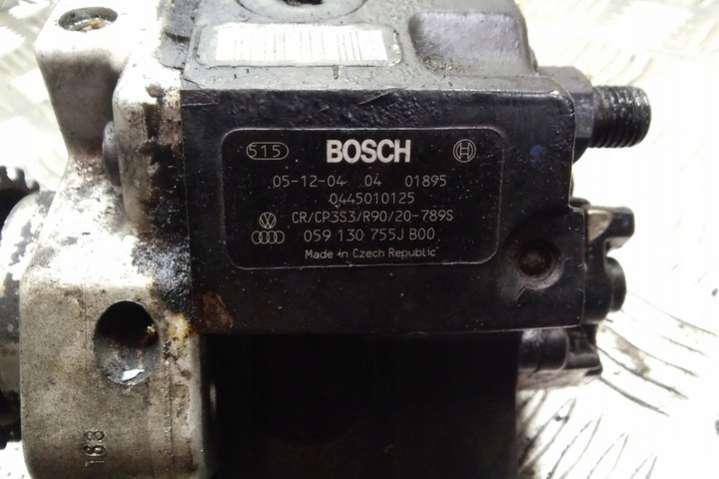 515 BOSCH
05-12-04 04 01895
0445010125
CR/CP3S3/R90/20-789S
059 130 755J B00
Made in Czech Republic
168